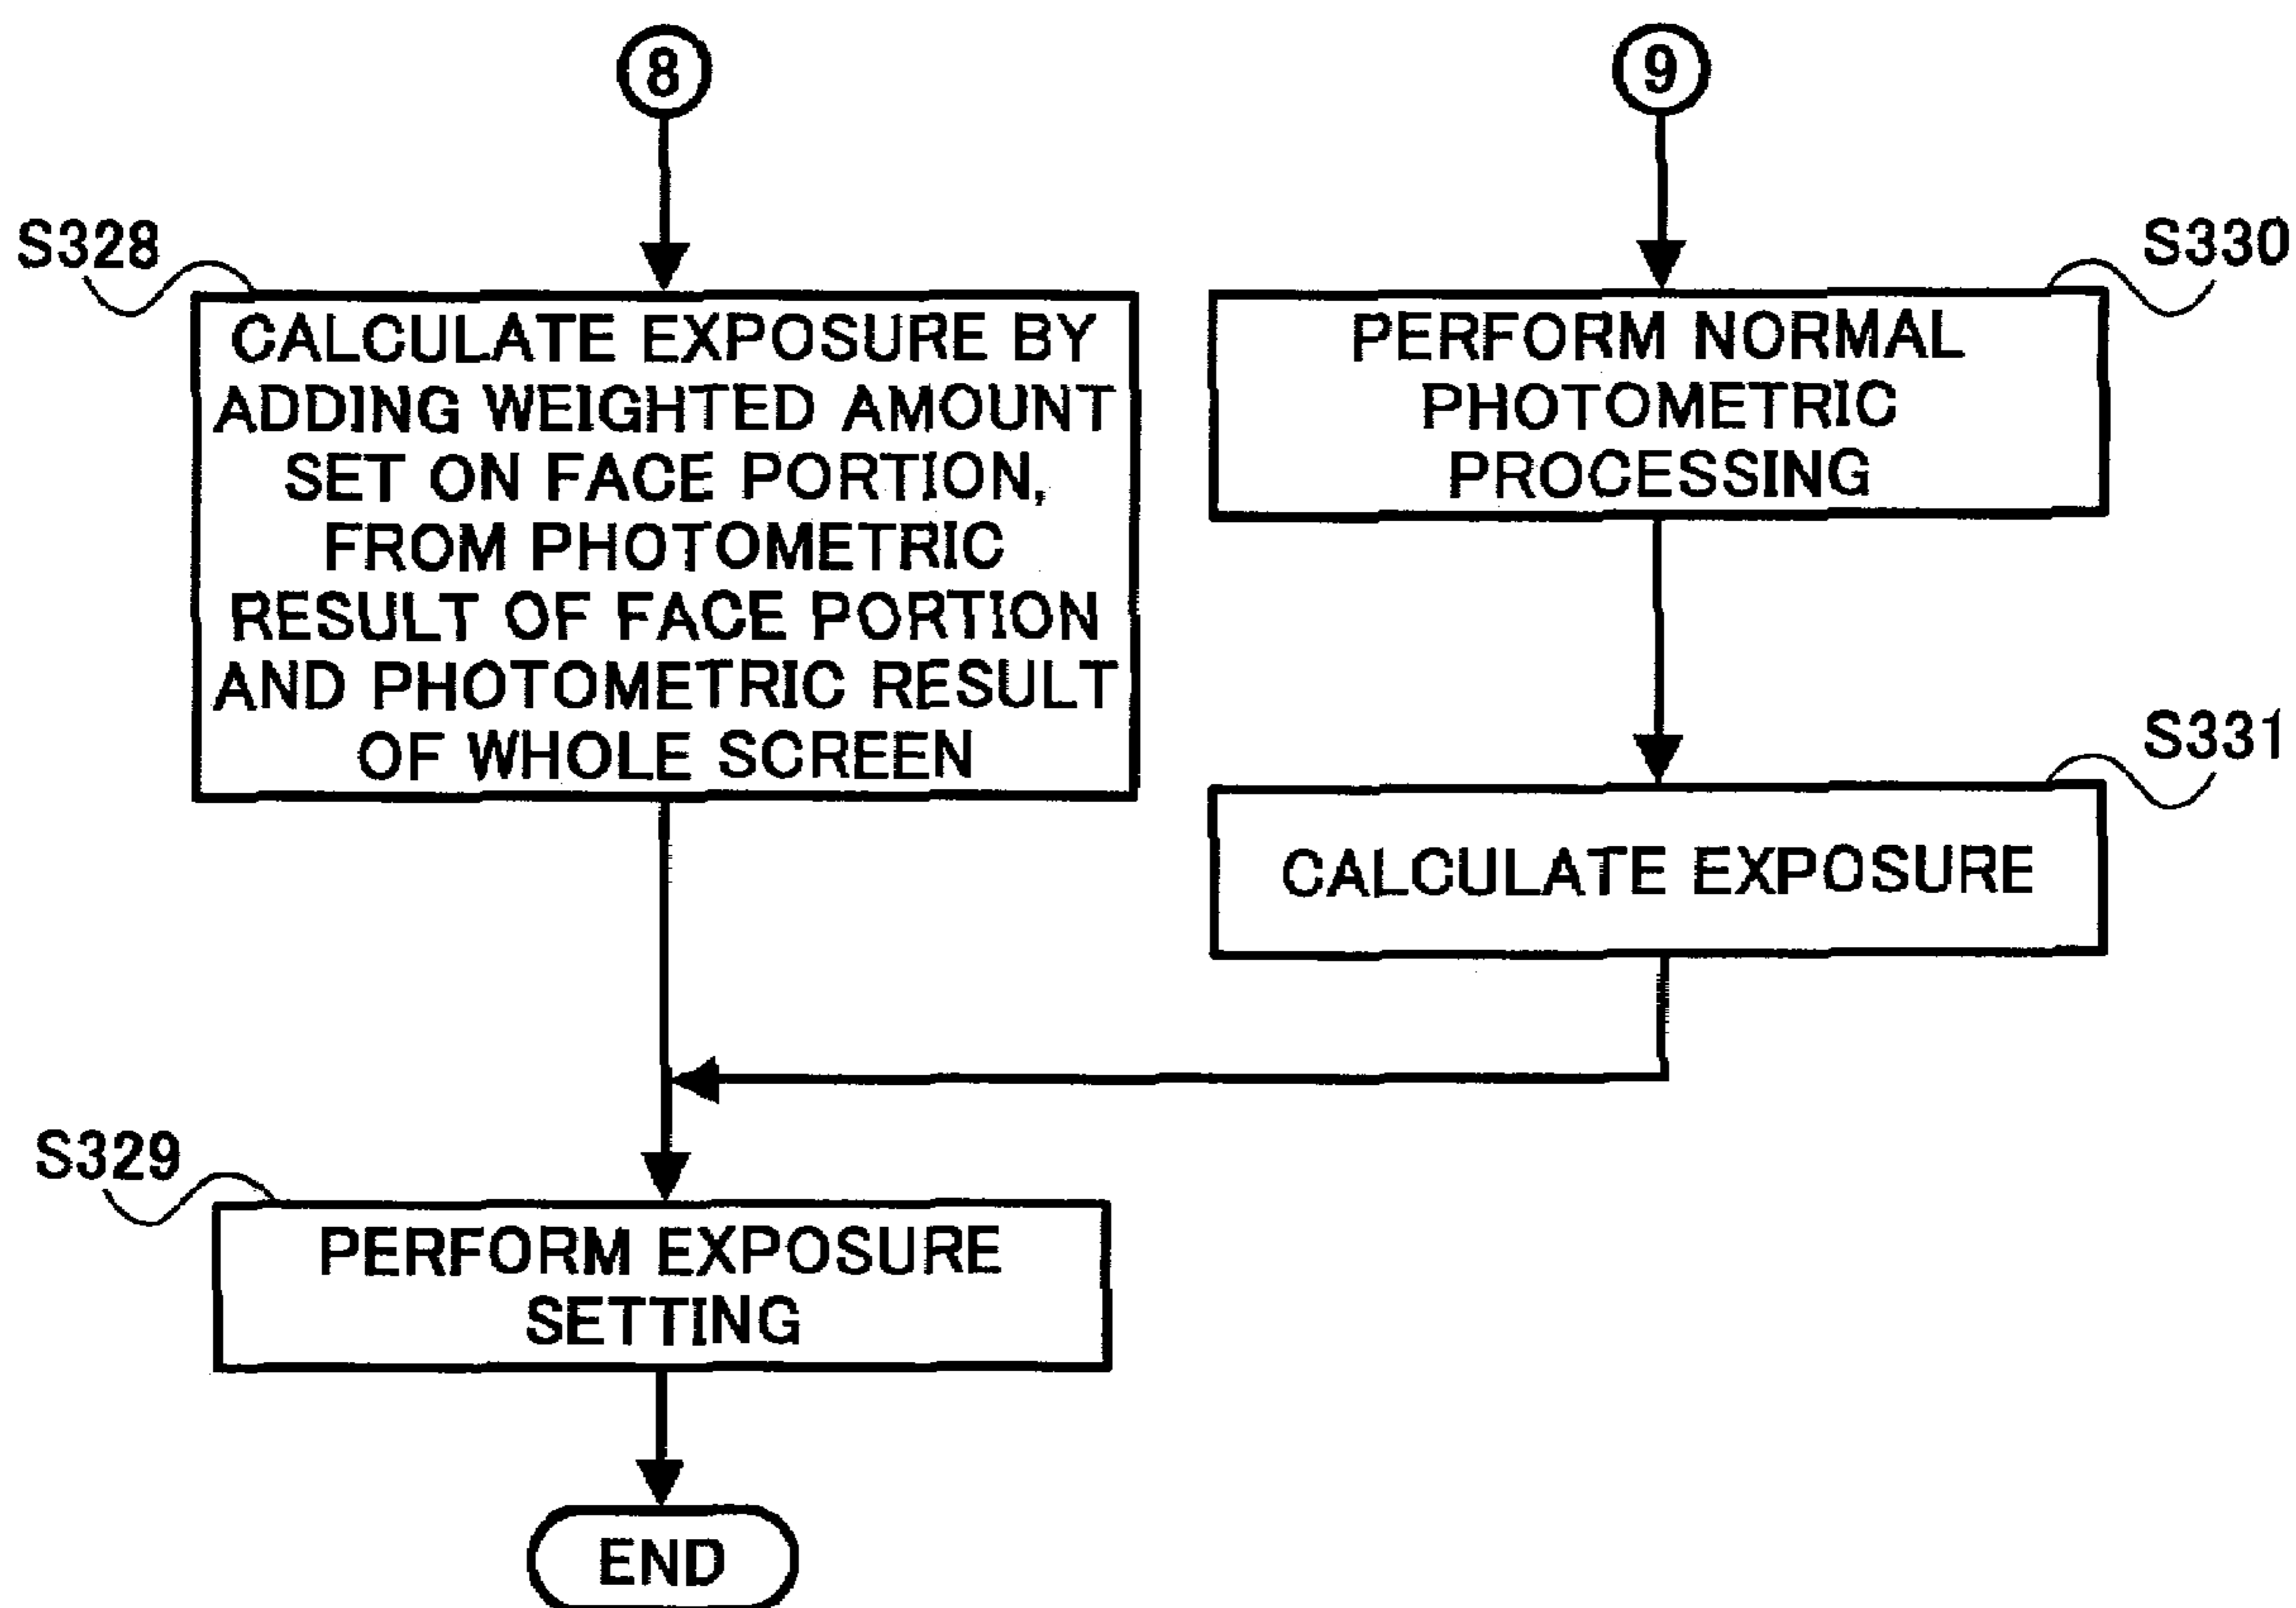 8
9
S328
CALCULATE EXPOSURE BY
ADDING WEIGHTED AMOUNT
SET ON FACE PORTION,
FROM PHOTOMETRIC
RESULT OF FACE PORTION
AND PHOTOMETRIC RESULT
OF WHOLE SCREEN
S330
PERFORM NORMAL
PHOTOMETRIC
PROCESSING
S331
CALCULATE EXPOSURE
S329
PERFORM EXPOSURE
SETTING
END